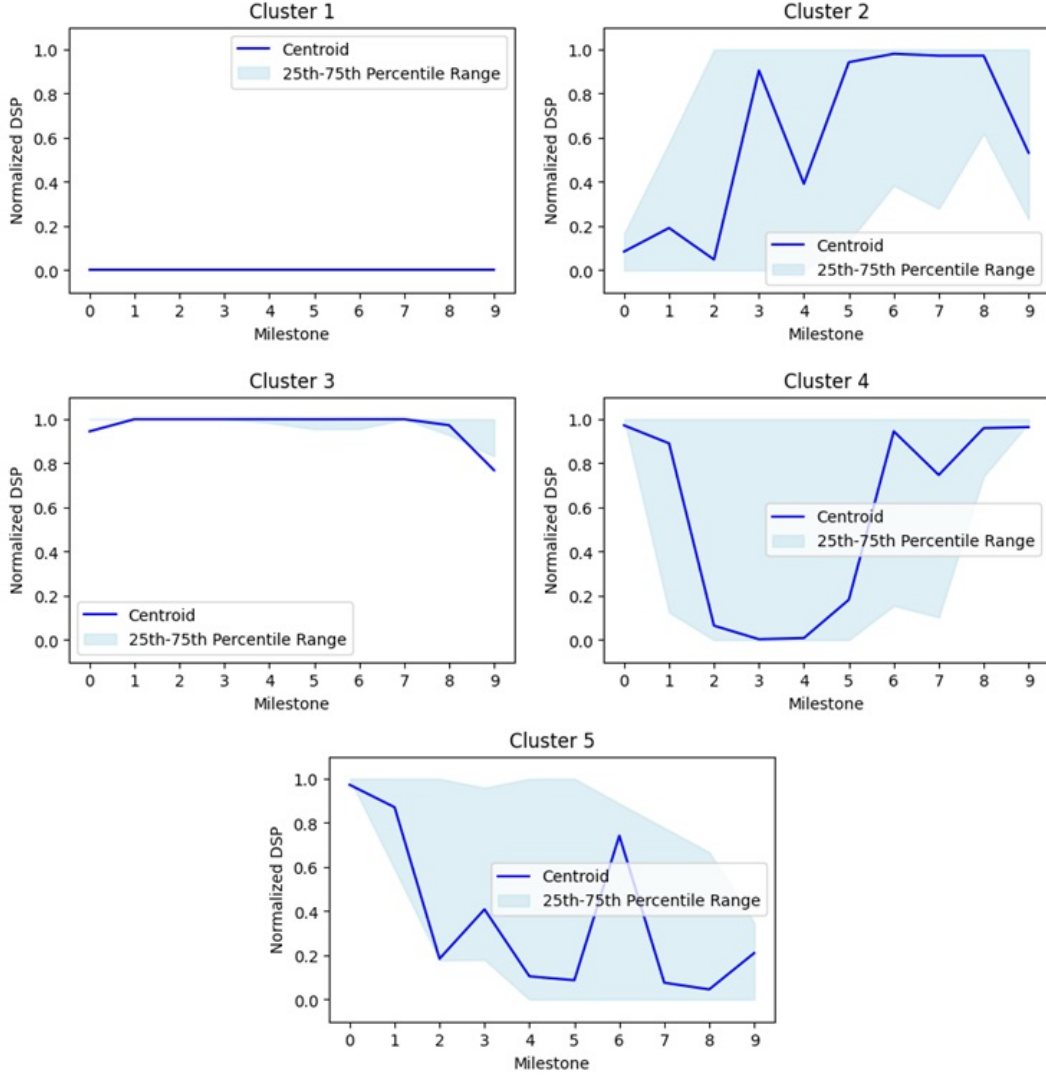 Cluster 1
Normalized DSP
1.0
0.8
0.6
0.4
0.2
0.0
Centroid
25th-75th Percentile Range
0 1 2 3 4 5 6 7 8 9
Milestone
Cluster 2
Normalized DSP
1.0
0.8
0.6
0.4
0.2
0.0
Centroid
25th-75th Percentile Range
0 1 2 3 4 5 6 7 8 9
Milestone
Cluster 3
Normalized DSP
1.0
0.8
0.6
0.4
0.2
0.0
Centroid
25th-75th Percentile Range
0 1 2 3 4 5 6 7 8 9
Milestone
Cluster 4
Normalized DSP
1.0
0.8
0.6
0.4
0.2
0.0
Centroid
25th-75th Percentile Range
0 1 2 3 4 5 6 7 8 9
Milestone
Cluster 5
Normalized DSP
1.0
0.8
0.6
0.4
0.2
0.0
Centroid
25th-75th Percentile Range
0 1 2 3 4 5 6 7 8 9
Milestone